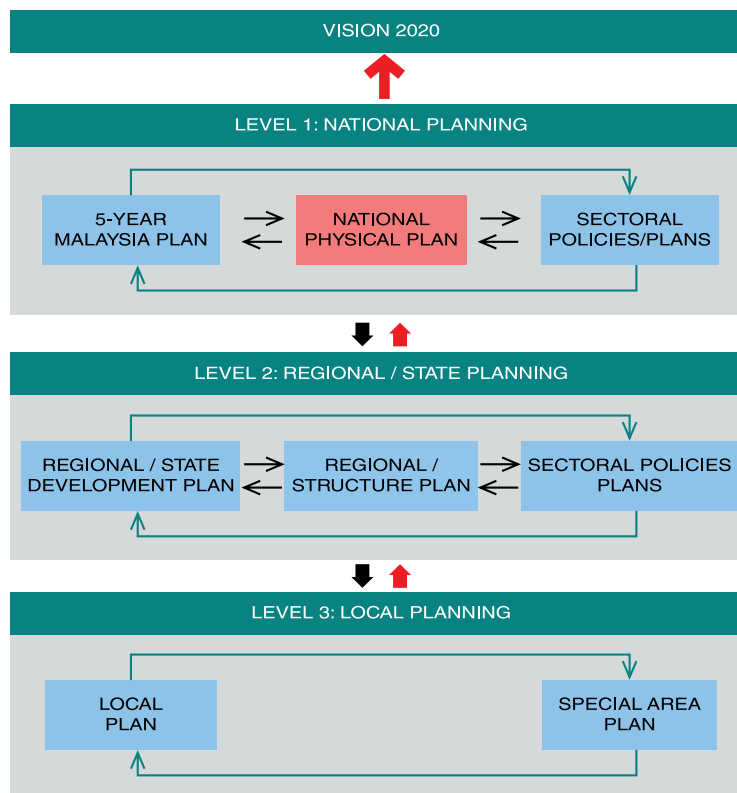 VISION 2020
LEVEL 1: NATIONAL PLANNING
5-YEAR
MALAYSIA PLAN
NATIONAL
PHYSICAL PLAN
SECTORAL
POLICIES/PLANS
LEVEL 2: REGIONAL / STATE PLANNING
REGIONAL / STATE
DEVELOPMENT PLAN
REGIONAL /
STRUCTURE PLAN
SECTORAL POLICIES
PLANS
LEVEL 3: LOCAL PLANNING
LOCAL
PLAN
SPECIAL AREA
PLAN